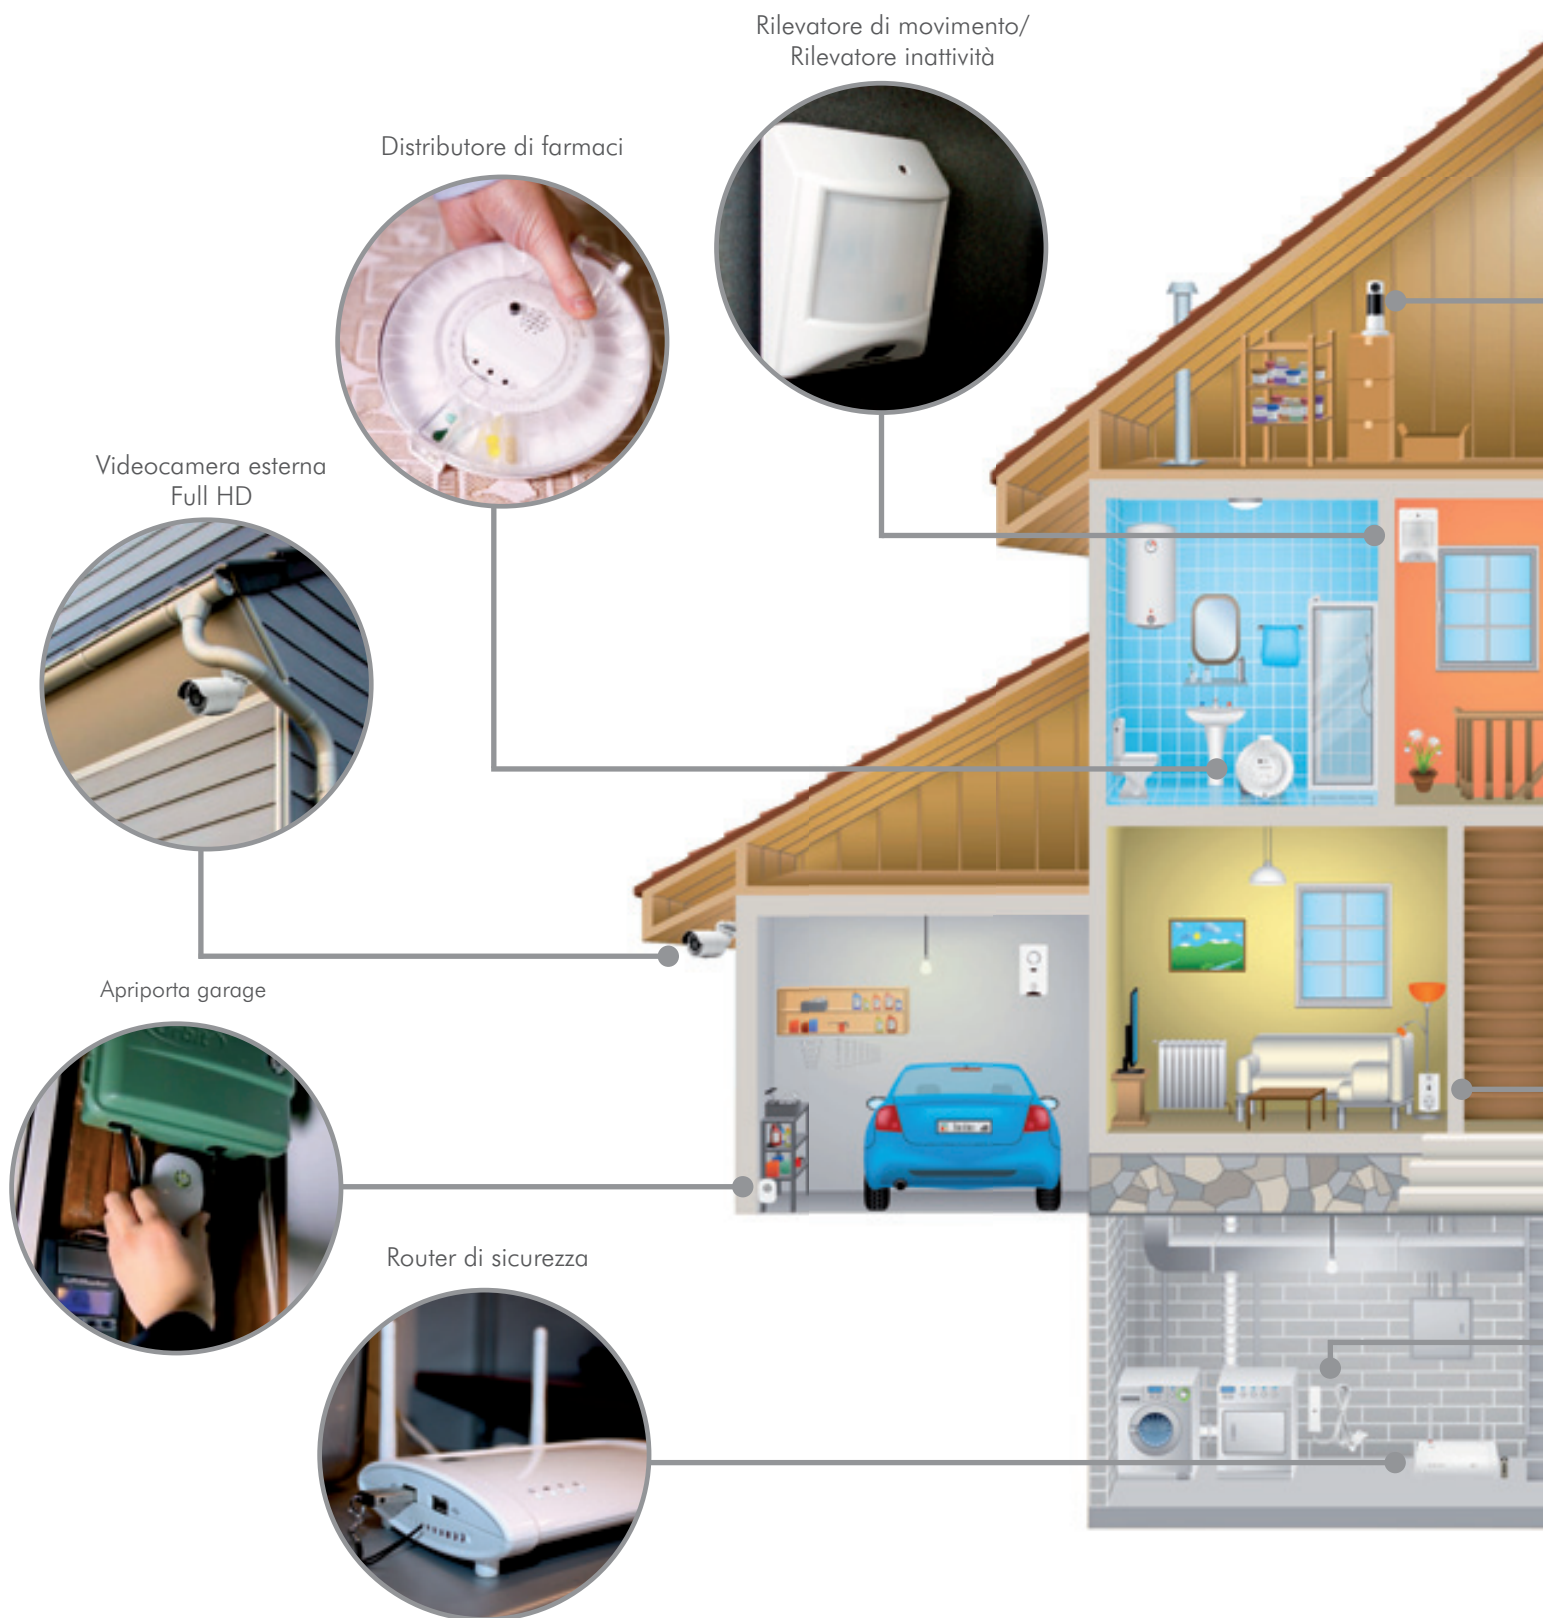 Rilevatore di movimento/
Rilevatore inattività
Distributore di farmaci
Videocamera esterna
Full HD
Apriporta garage
Router di sicurezza